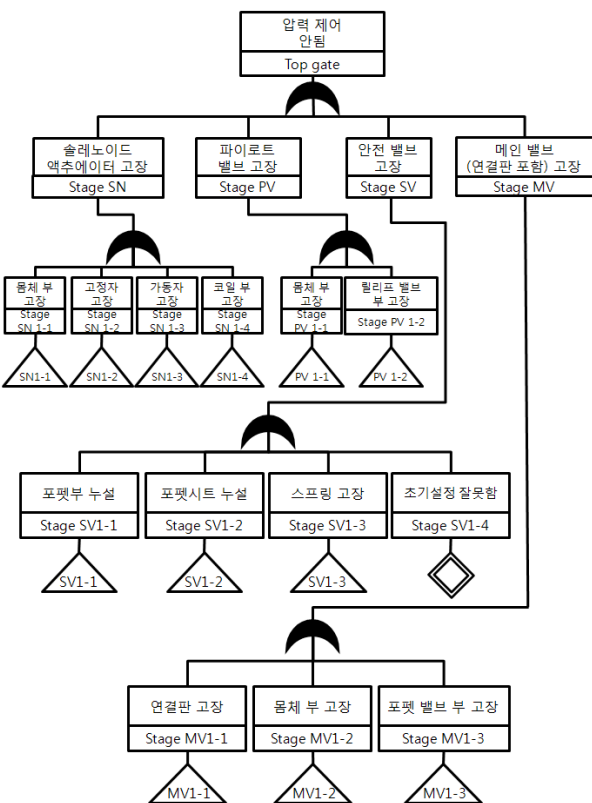 압력 제어
안됨
Top gate
솔레노이드
액추에이터 고장
Stage SN
파이로트
밸브 고장
Stage PV
안전 밸브
고장
Stage SV
메인 밸브
(연결판 포함) 고장
Stage MV
몸체 부
고장
Stage
SN 1-1
고정자
고장
Stage
SN 1-2
가동자
고장
Stage
SN 1-3
코일 부
고장
Stage
SN 1-4
몸체 부
고장
Stage
PV 1-1
릴리프 밸브
부 고장
Stage PV 1-2
SN1-1
SN1-2
SN1-3
SN1-4
PV 1-1
PV 1-2
포펫부 누설
Stage SV1-1
포펫시트 누설
Stage SV1-2
스프링 고장
Stage SV1-3
초기설정 잘못함
Stage SV1-4
SV1-1
SV1-2
SV1-3
연결판 고장
Stage MV1-1
몸체 부 고장
Stage MV1-2
포펫 밸브 부 고장
Stage MV1-3
MV1-1
MV1-2
MV1-3